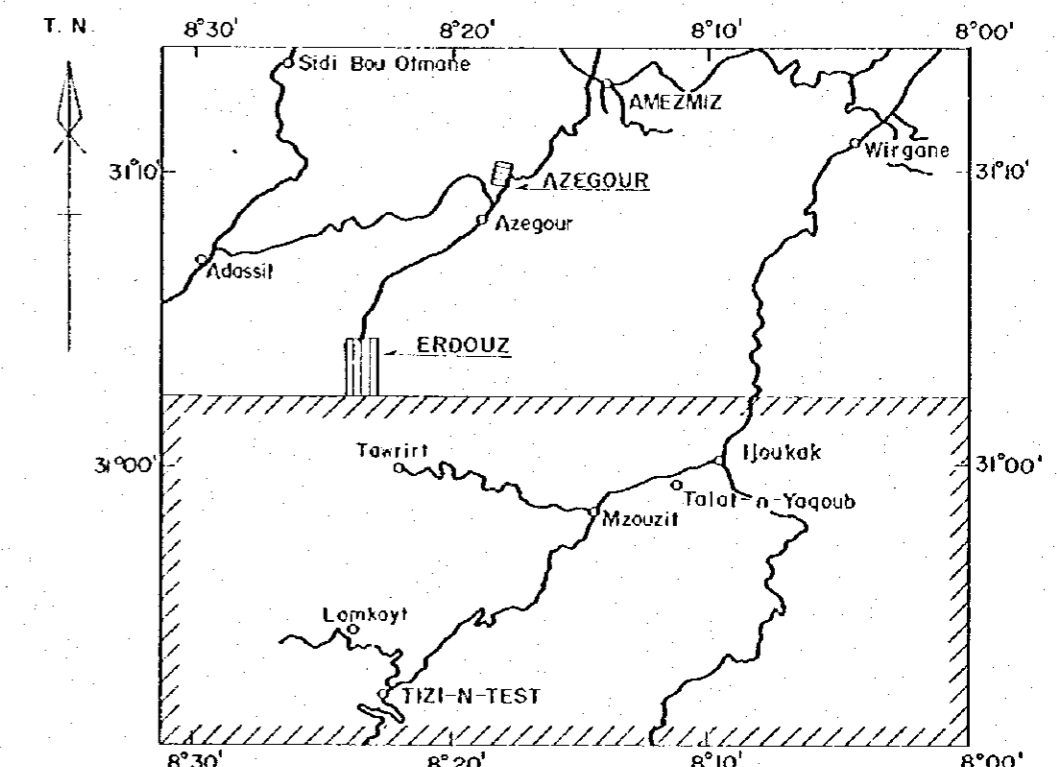 T. N.
8°30' 8°20' 8°10' 8°00'
Sidi Bou Otmane
AMEZMIZ
Wirgane
31°10' 31°10'
AZEGOUR
Azegour
Adassil
ERDOUZ
Tawrirt
Ijoukak
31°00' 31°00'
Talat-n-Yaqoub
Mzouzit
Lomkoyt
TIZI-N-TEST
8°30' 8°20' 8°10' 8°00'